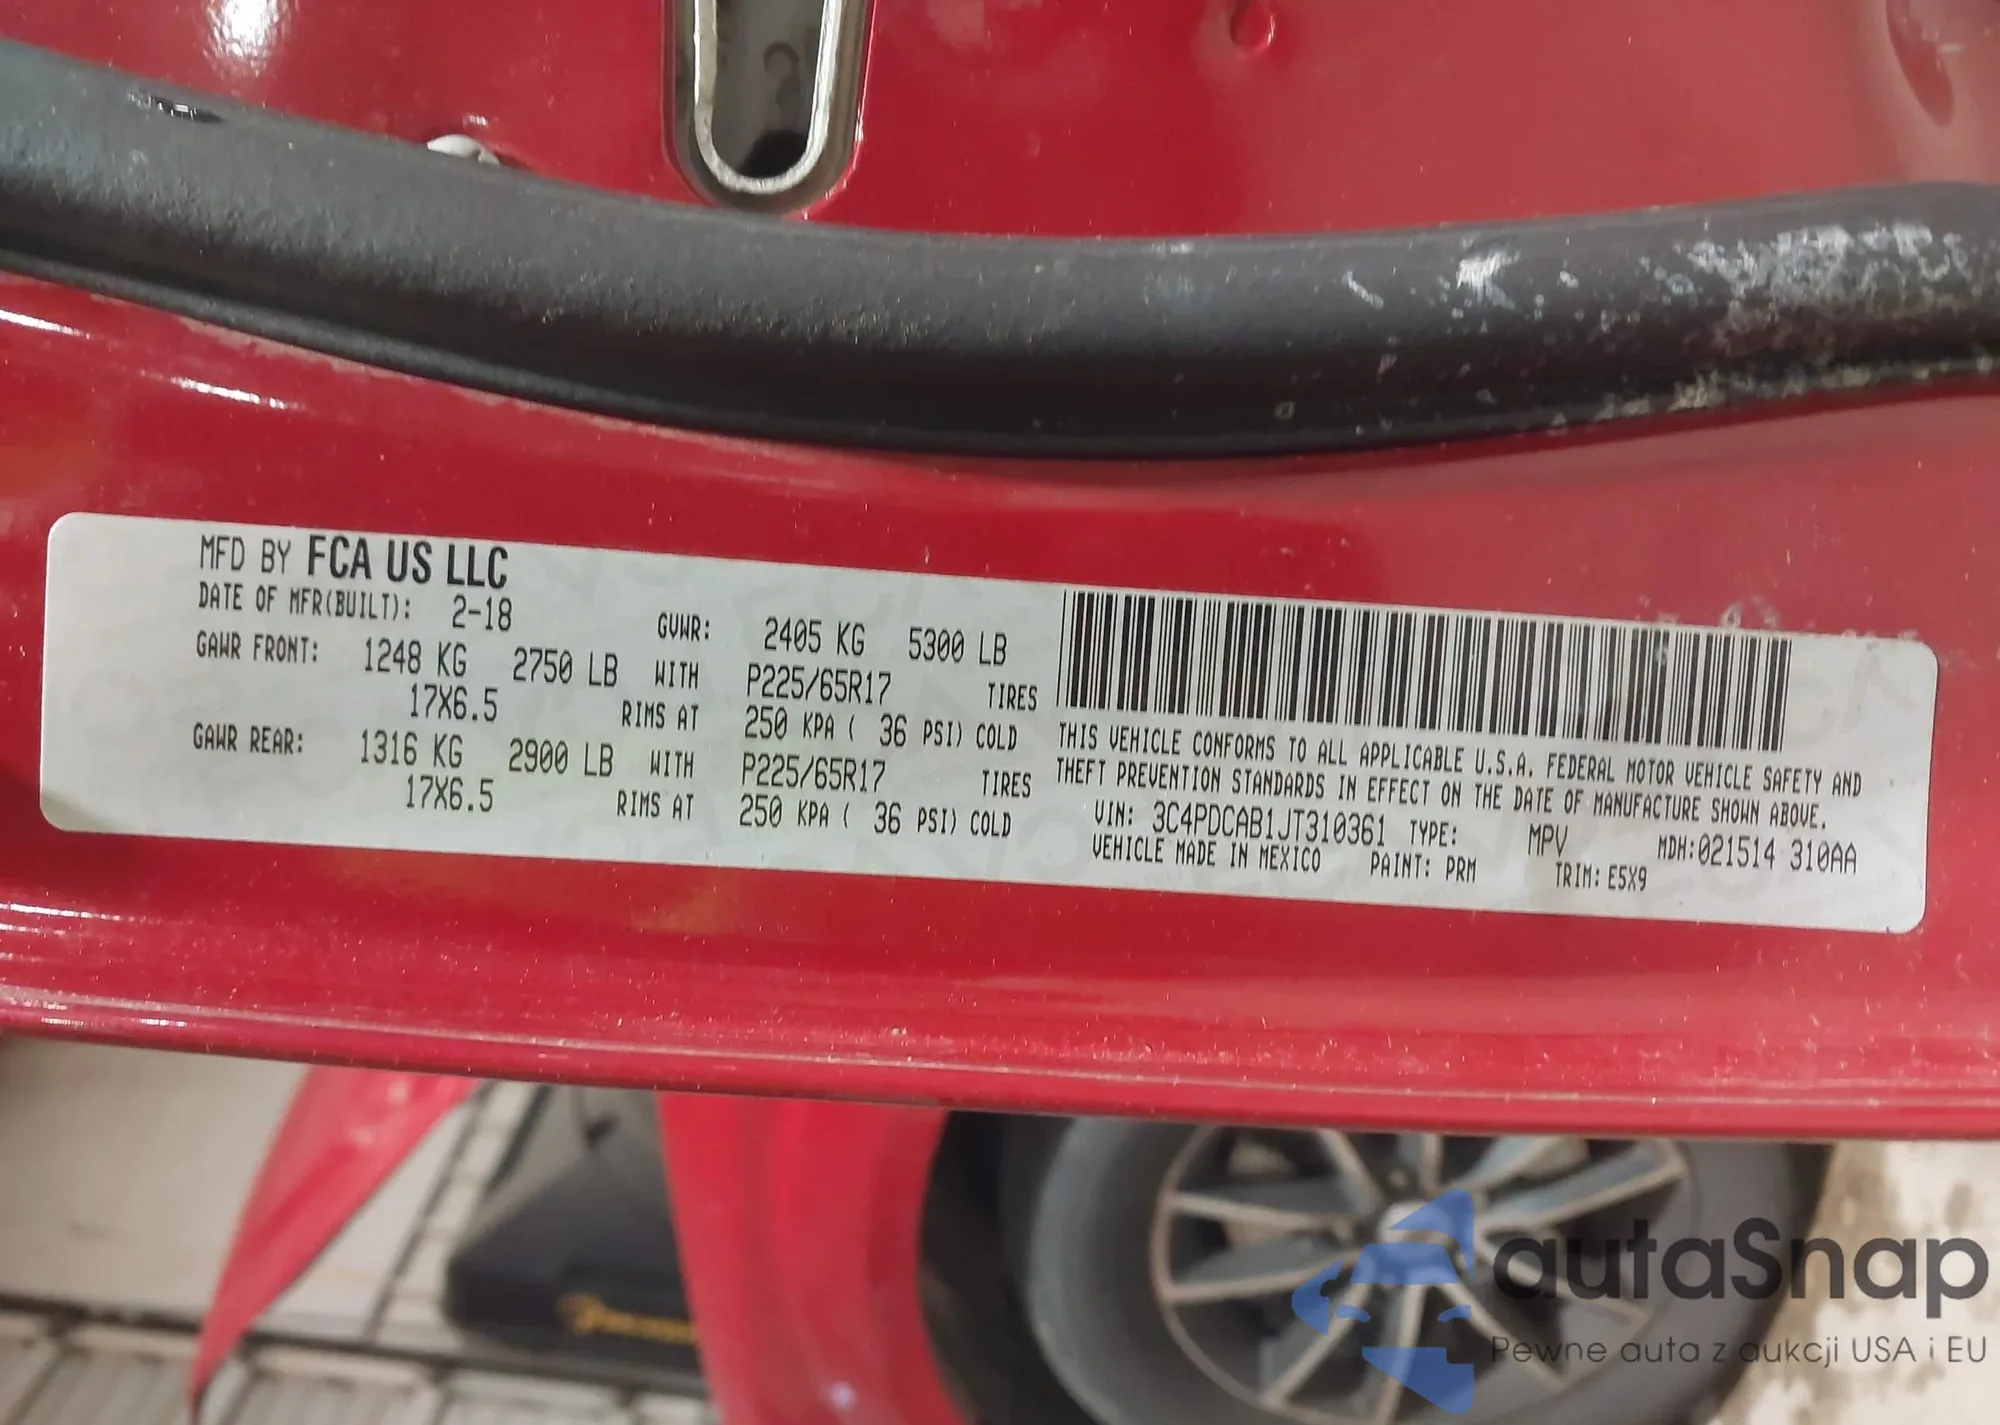 MFD BY FCA US LLC
DATE OF MFR(BUILT): 2-18 GVWR: 2405 KG 5300 LB
GAWR FRONT: 1248 KG 2750 LB WITH P225/65R17 TIRES
17X6.5 RIMS AT 250 KPA ( 36 PSI) COLD
GAWR REAR: 1316 KG 2900 LB WITH P225/65R17 TIRES
17X6.5 RIMS AT 250 KPA ( 36 PSI) COLD
THIS VEHICLE CONFORMS TO ALL APPLICABLE U.S.A. FEDERAL MOTOR VEHICLE SAFETY AND
THEFT PREVENTION STANDARDS IN EFFECT ON THE DATE OF MANUFACTURE SHOWN ABOVE.
VIN: 3C4PDCAB1JT310361 TYPE: MPV MDH:021514 310AA
VEHICLE MADE IN MEXICO PAINT: PRM TRIM: E5X9
autaSnap
Pewne auta z aukcji USA i EU